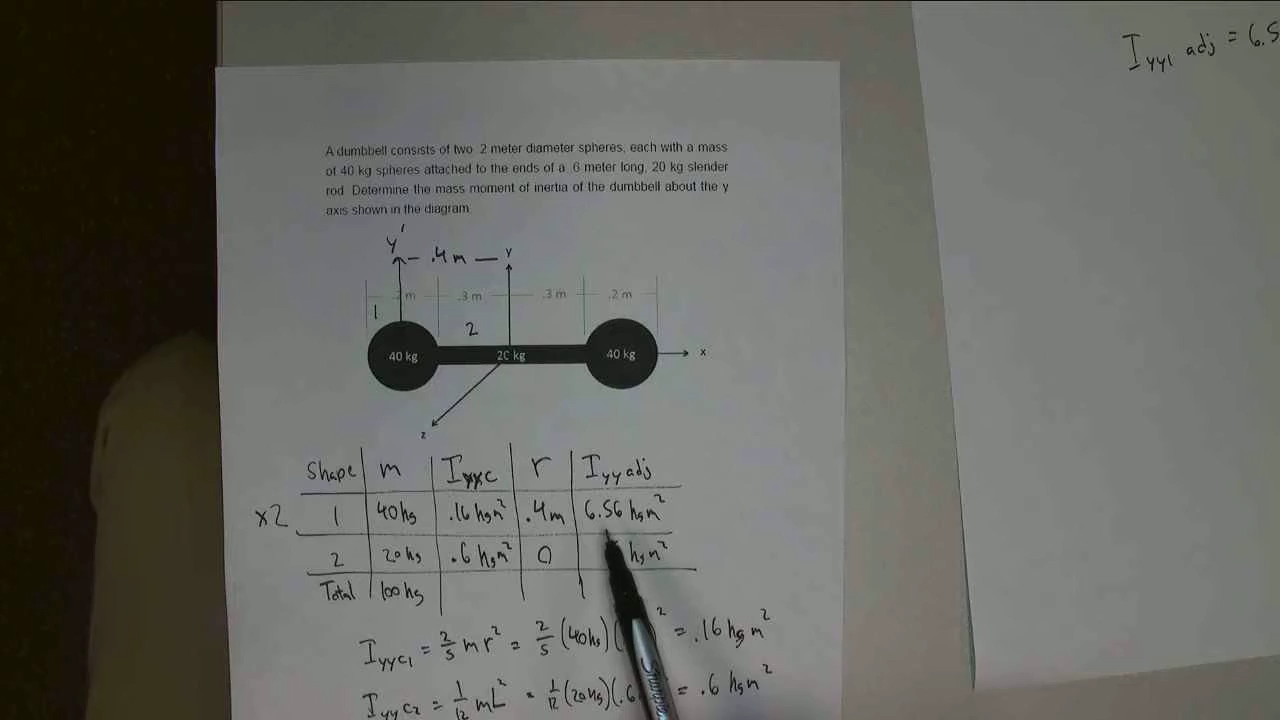 I yy1 adj = 6.5
A dumbbell consists of two .2 meter diameter spheres, each with a mass
of 40 kg spheres attached to the ends of a .6 meter long, 20 kg slender
rod. Determine the mass moment of inertia of the dumbbell about the y
axis shown in the diagram.
y' - .4m - y
m .3 m .3 m .2 m
1
2
40 kg 20 kg 40 kg x
z
Shape m Iyyc r Iyy adj
x2 1 40kg .16 kgm² .4m 6.56 kgm²
2 20kg .6 kgm² 0 kgm²
Total 100kg
Iyyc1 = 2/5 m r² = 2/5 (40kg)( )² = .16 kgm²
Iyyc2 = 1/12 mL² = 1/12 (20kg)(.6 = .6 kgm²